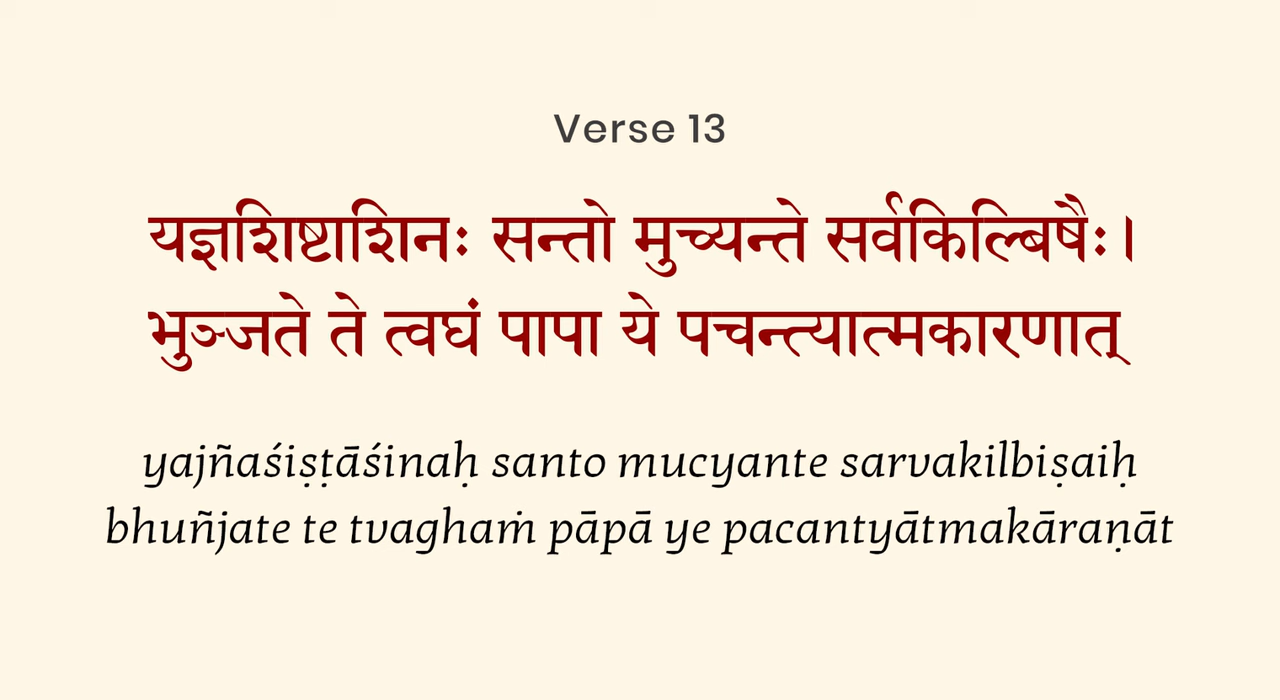 Verse 13
यज्ञशिष्टाशिनः सन्तो मुच्यन्ते सर्वकिल्बिषैः।
भुञ्जते ते त्वघं पापा ये पचन्त्यात्मकारणात्
yajñaśiṣṭāśinaḥ santo mucyante sarvakilbiṣaiḥ
bhuñjate te tvaghaṁ pāpā ye pacantyātmakāraṇāt